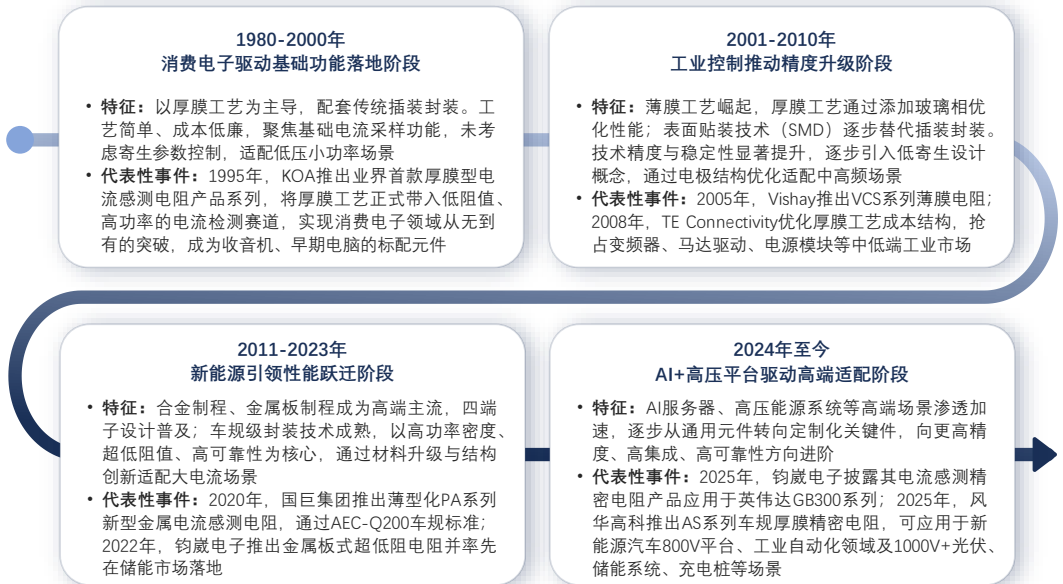 1980-2000年
消费电子驱动基础功能落地阶段
• 特征：以厚膜工艺为主导，配套传统插装封装。工
艺简单、成本低廉，聚焦基础电流采样功能，未考
虑寄生参数控制，适配低压小功率场景
• 代表性事件：1995年，KOA推出业界首款厚膜型电
流感测电阻产品系列，将厚膜工艺正式带入低阻值、
高功率的电流检测赛道，实现消费电子领域从无到
有的突破，成为收音机、早期电脑的标配元件
2001-2010年
工业控制推动精度升级阶段
• 特征：薄膜工艺崛起，厚膜工艺通过添加玻璃相优
化性能；表面贴装技术（SMD）逐步替代插装封装。
技术精度与稳定性显著提升，逐步引入低寄生设计
概念，通过电极结构优化适配中高频场景
• 代表性事件：2005年，Vishay推出VCS系列薄膜电阻；
2008年，TE Connectivity优化厚膜工艺成本结构，抢
占变频器、马达驱动、电源模块等中低端工业市场
2011-2023年
新能源引领性能跃迁阶段
• 特征：合金制程、金属板制程成为高端主流，四端
子设计普及；车规级封装技术成熟，以高功率密度、
超低阻值、高可靠性为核心，通过材料升级与结构
创新适配大电流场景
• 代表性事件：2020年，国巨集团推出薄型化PA系列
新型金属电流感测电阻，通过AEC-Q200车规标准；
2022年，钧崴电子推出金属板式超低阻电阻并率先
在储能市场落地
2024年至今
AI+高压平台驱动高端适配阶段
• 特征：AI服务器、高压能源系统等高端场景渗透加
速，逐步从通用元件转向定制化关键件，向更高精
度、高集成、高可靠性方向进阶
• 代表性事件：2025年，钧崴电子披露其电流感测精
密电阻产品应用于英伟达GB300系列；2025年，风
华高科推出AS系列车规厚膜精密电阻，可应用于新
能源汽车800V平台、工业自动化领域及1000V+光伏、
储能系统、充电桩等场景